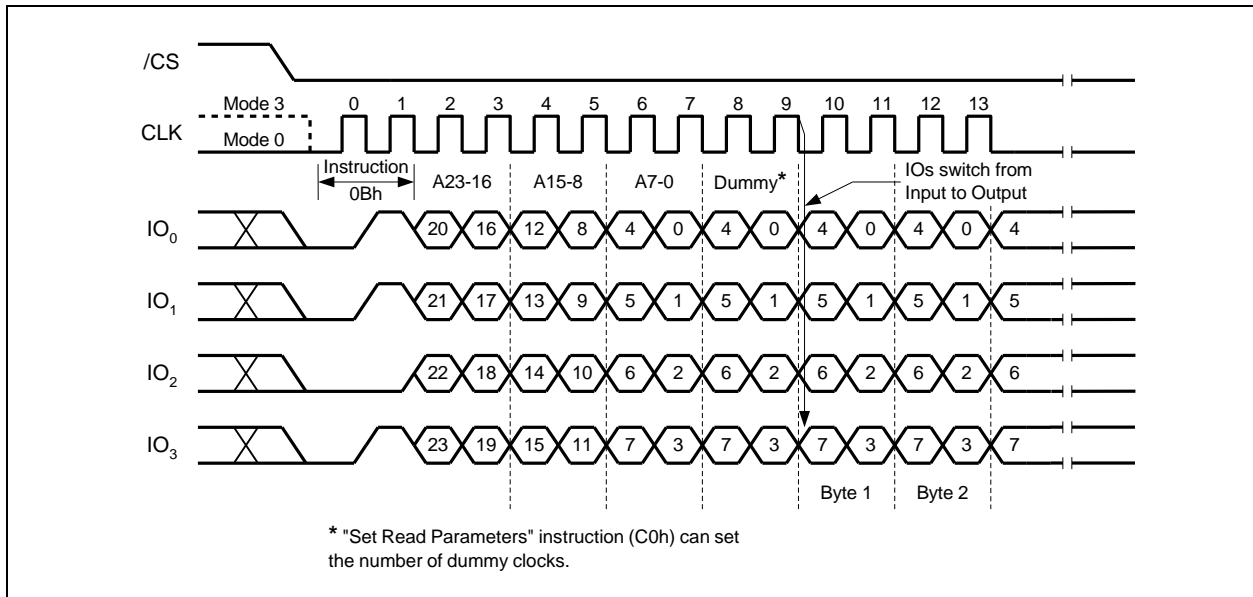 /CS
Mode 3 0 1 2 3 4 5 6 7 8 9 10 11 12 13
CLK Mode 0
Instruction A23-16 A15-8 A7-0 Dummy* IOs switch from
0Bh Input to Output
IO0 20 16 12 8 4 0 4 0 4 0 4 0 4
IO1 21 17 13 9 5 1 5 1 5 1 5 1 5
IO2 22 18 14 10 6 2 6 2 6 2 6 2 6
IO3 23 19 15 11 7 3 7 3 7 3 7 3 7
Byte 1 Byte 2
* "Set Read Parameters" instruction (C0h) can set
the number of dummy clocks.